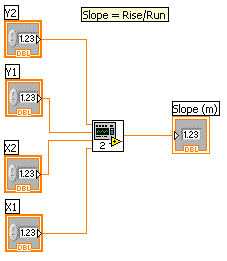 Y2
Slope = Rise/Run
1.23
DBL
Y1
1.23
DBL
Slope (m)
2
1.23
DBL
X2
1.23
DBL
X1
1.23
DBL